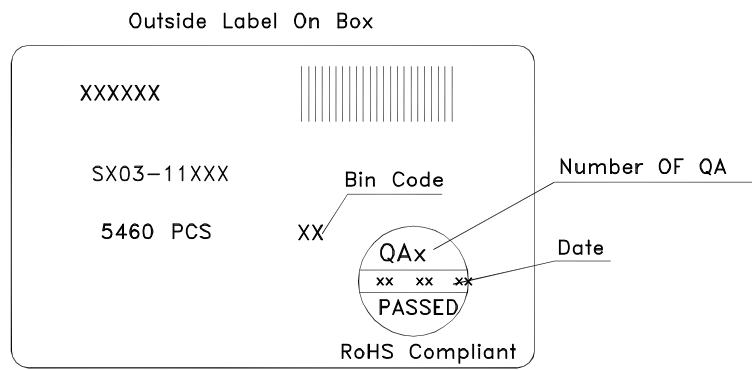 Outside Label On Box
XXXXXX
SX03-11XXX
Bin Code
Number OF QA
5460 PCS
XX
QAx
Date
xx xx xx
PASSED
RoHS Compliant